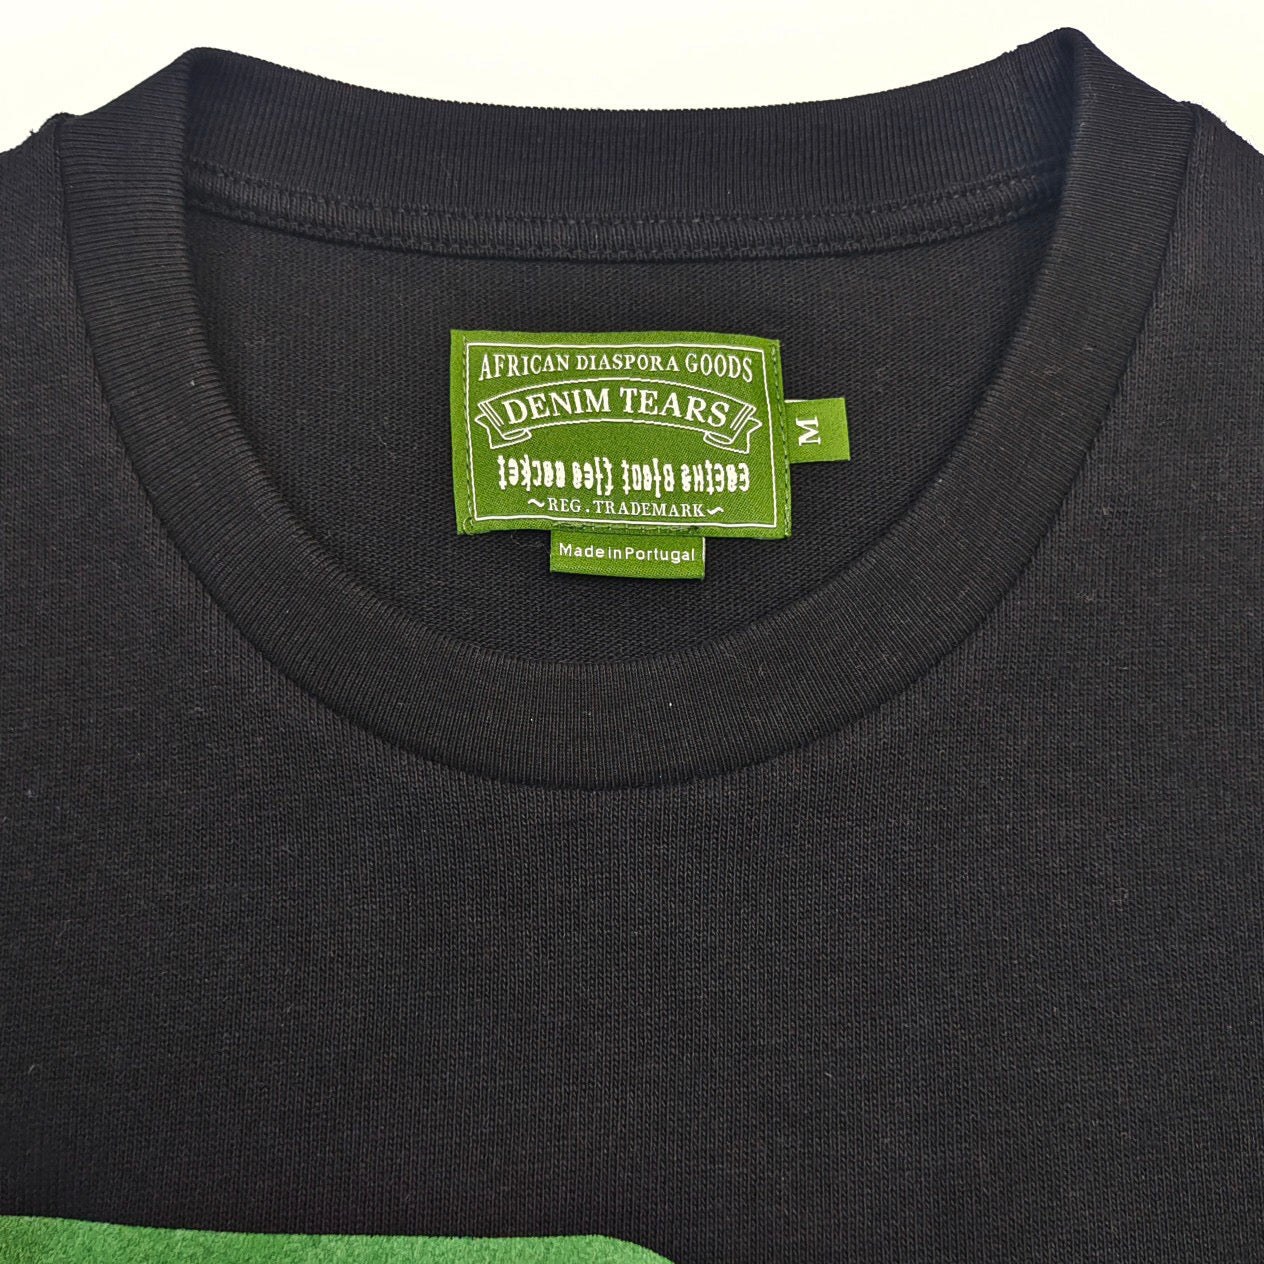 AFRICAN DIASPORA GOODS
DENIM TEARS
cactus plant flea market
~REG. TRADEMARK~
M
Made in Portugal